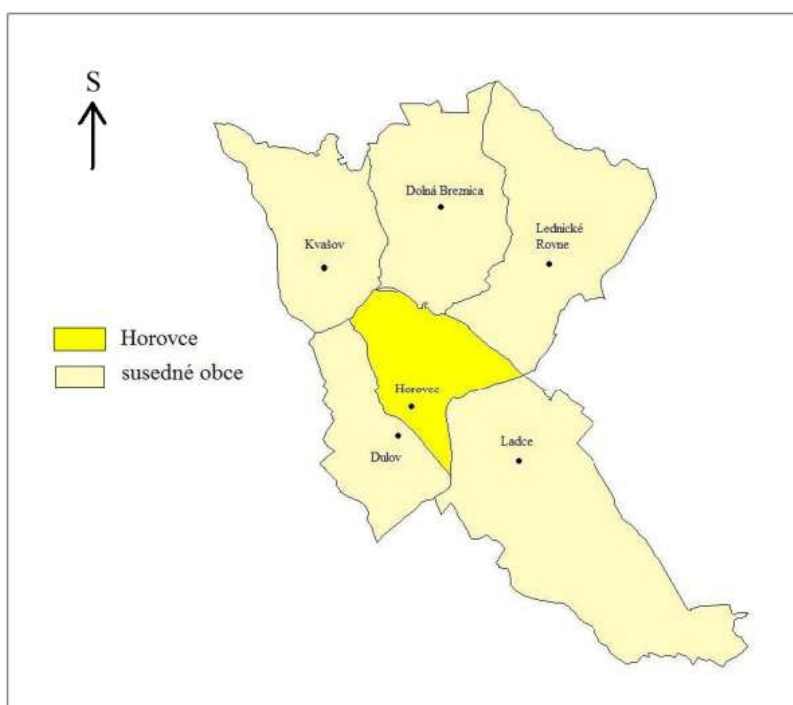 S
Dolná Breznica
Lednické
Rovne
Kvašov
Horovce
susedné obce
Horovce
Dulov
Ladce